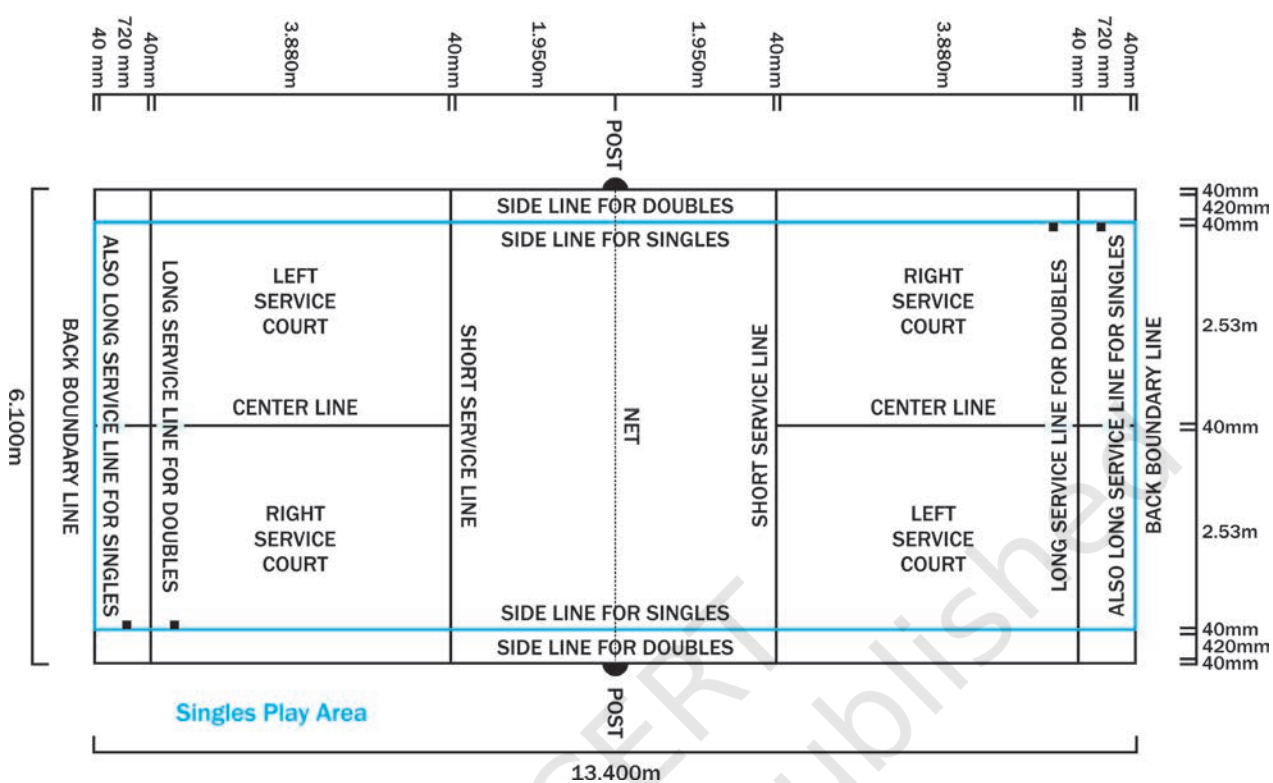 40 mm
720 mm
40mm
3.880m
40mm
1.950m
1.950m
40mm
3.880m
40 mm
720 mm
40mm
POST
SIDE LINE FOR DOUBLES
SIDE LINE FOR SINGLES
40mm
420mm
40mm
2.53m
40mm
2.53m
40mm
420mm
40mm
6.100m
BACK BOUNDARY LINE
ALSO LONG SERVICE LINE FOR SINGLES
LONG SERVICE LINE FOR DOUBLES
LEFT
SERVICE
COURT
CENTER LINE
RIGHT
SERVICE
COURT
SHORT SERVICE LINE
NET
SHORT SERVICE LINE
RIGHT
SERVICE
COURT
CENTER LINE
LEFT
SERVICE
COURT
LONG SERVICE LINE FOR DOUBLES
ALSO LONG SERVICE LINE FOR SINGLES
BACK BOUNDARY LINE
SIDE LINE FOR SINGLES
SIDE LINE FOR DOUBLES
POST
Singles Play Area
13.400m